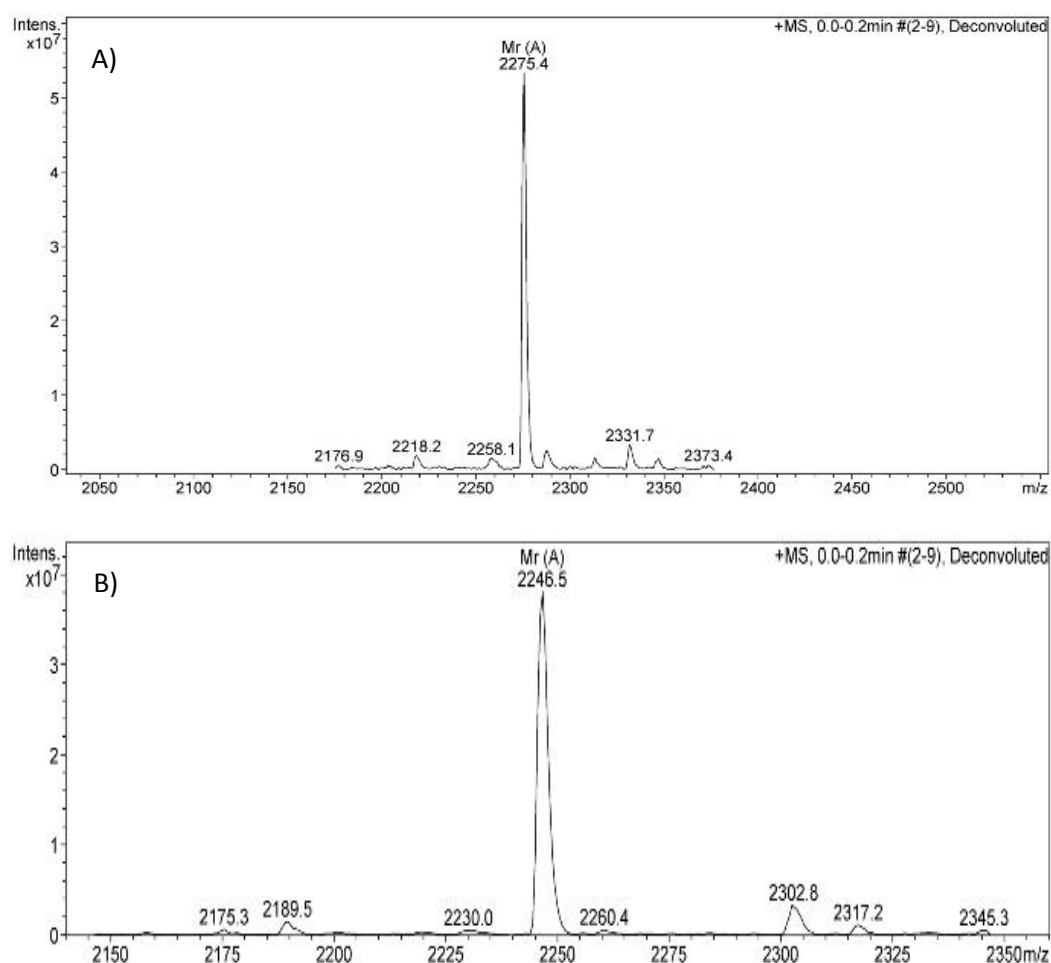 Intens.
x10⁷
+MS, 0.0-0.2min #(2-9), Deconvoluted
A)
Mr (A)
2275.4
5
4
3
2
1
0
2176.9
2218.2
2258.1
2331.7
2373.4
2050 2100 2150 2200 2250 2300 2350 2400 2450 2500 m/z
Intens.
x10⁷
+MS, 0.0-0.2min #(2-9), Deconvoluted
B)
Mr (A)
2246.5
3
2
1
0
2175.3
2189.5
2230.0
2260.4
2302.8
2317.2
2345.3
2150 2175 2200 2225 2250 2275 2300 2325 2350m/z